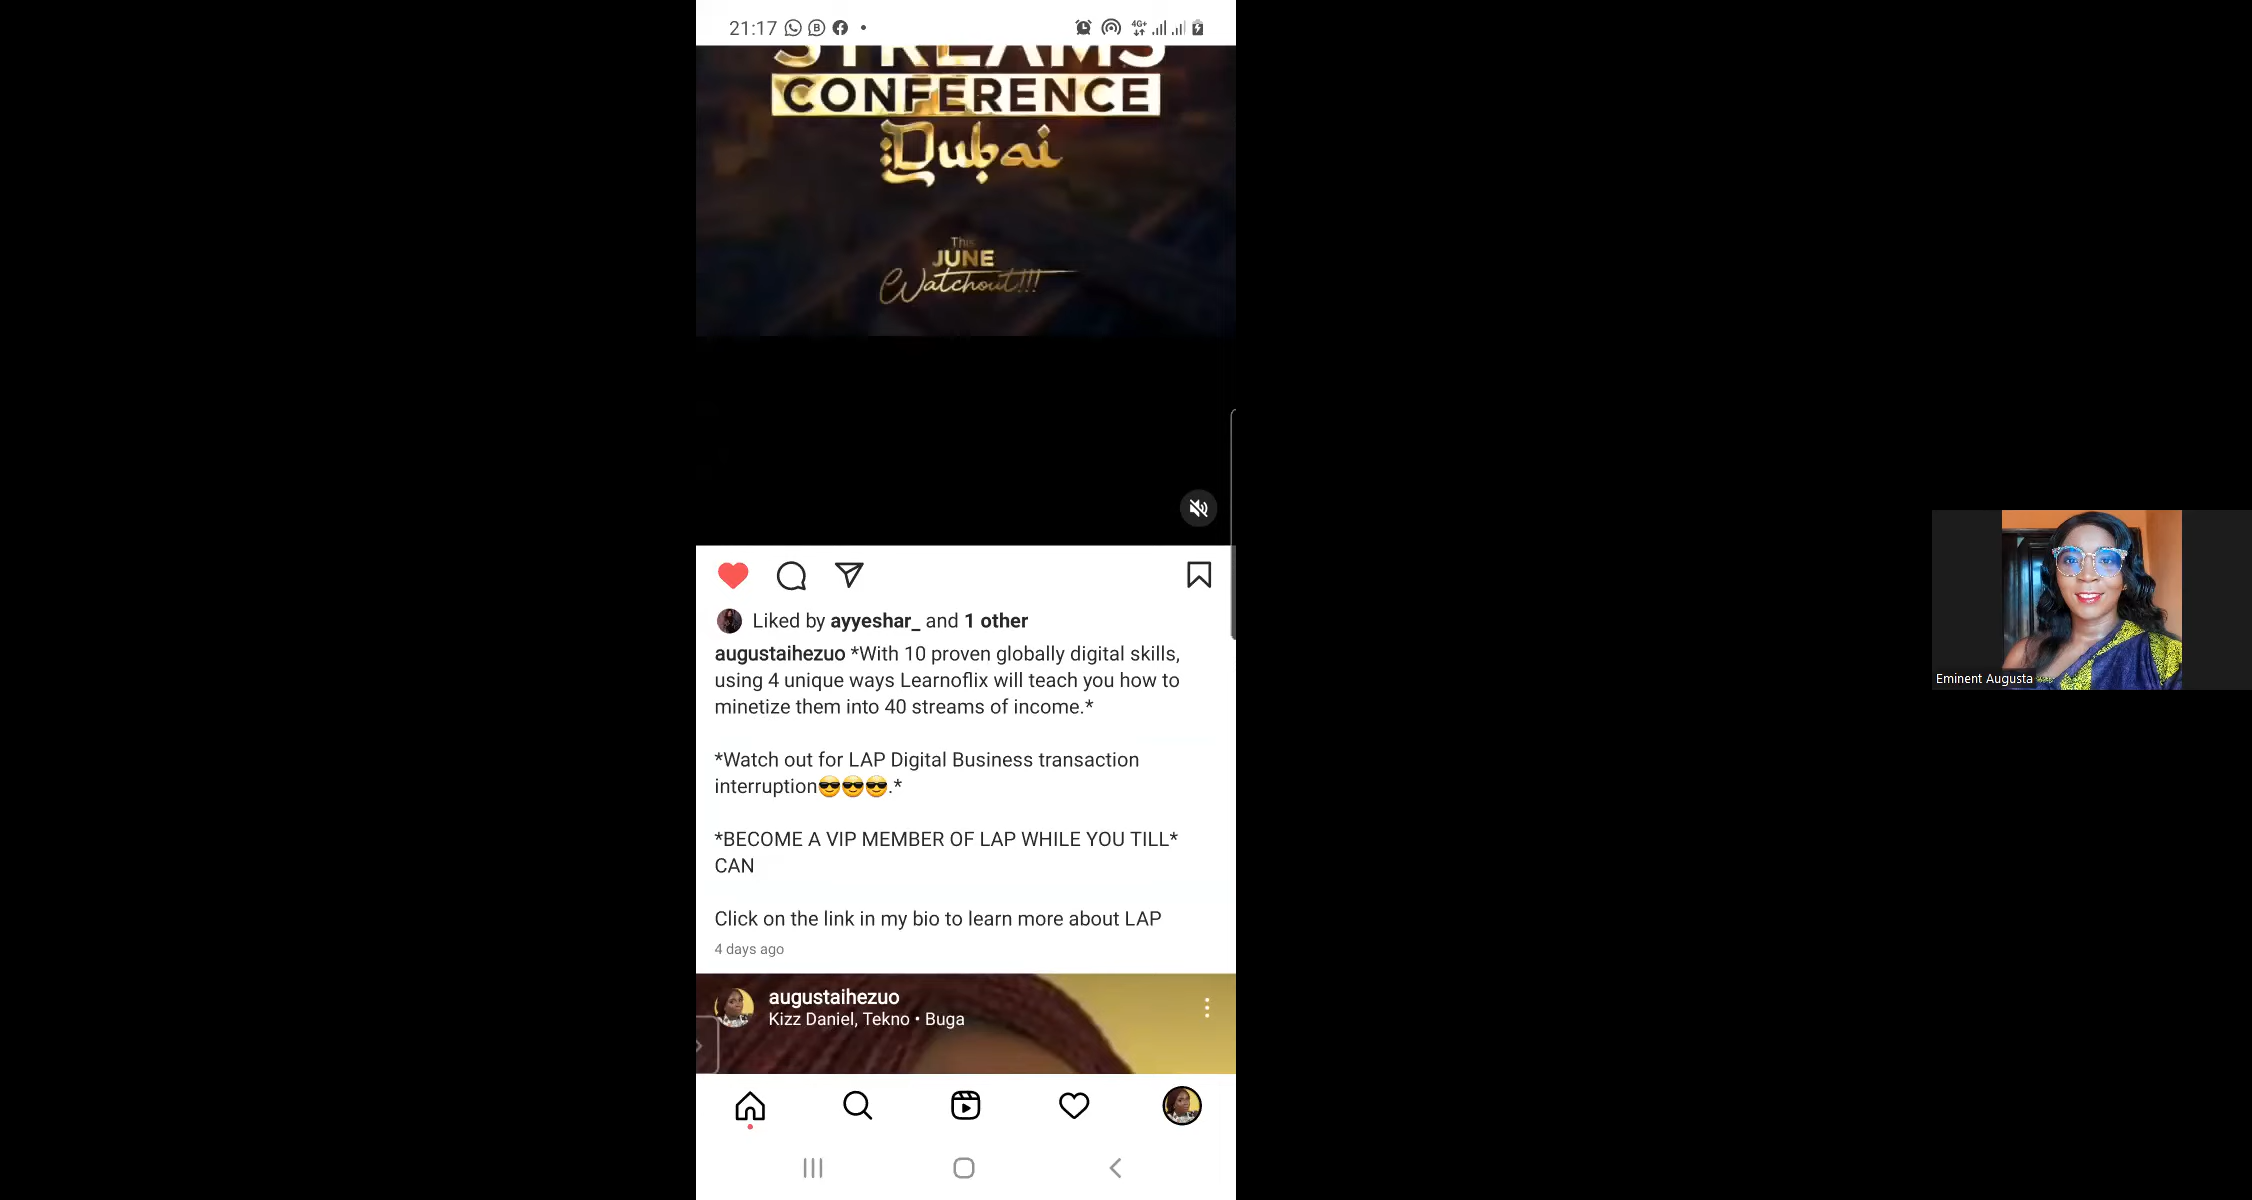 21:17
4G+
STREAMS
CONFERENCE
Dubai
This
JUNE
Watchout!!!
Liked by ayyeshar_ and 1 other
augustaihezuo *With 10 proven globally digital skills,
using 4 unique ways Learnoflix will teach you how to
minetize them into 40 streams of income.*
*Watch out for LAP Digital Business transaction
interruption😎😎😎.*
*BECOME A VIP MEMBER OF LAP WHILE YOU TILL*
CAN
Click on the link in my bio to learn more about LAP
4 days ago
augustaihezuo
Kizz Daniel, Tekno • Buga
Eminent Augusta